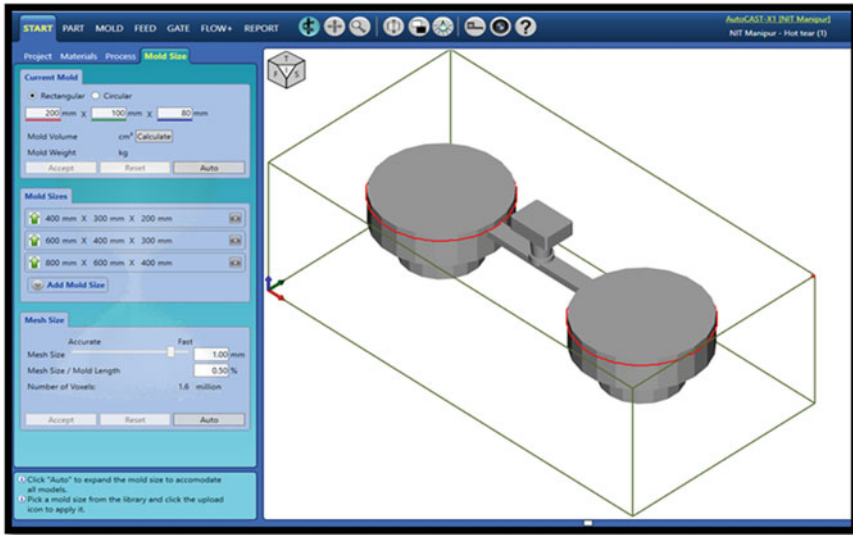 START PART MOLD FEED GATE FLOW+ REPORT
AutoCAST-X1 [NIT Manipur]
NIT Manipur - Hot tear (1)
Project Materials Process Mold Size
Current Mold
Rectangular Circular
200 mm X 100 mm X 80 mm
Mold Volume cm³ Calculate
Mold Weight kg
Accept Reset Auto
Mold Sizes
400 mm X 300 mm X 200 mm
600 mm X 400 mm X 300 mm
800 mm X 600 mm X 400 mm
Add Mold Size
Mesh Size
Accurate Fast
Mesh Size 1.00 mm
Mesh Size / Mold Length 0.50 %
Number of Voxels: 1.6 million
Accept Reset Auto
Click "Auto" to expand the mold size to accomodate
all models.
Pick a mold size from the library and click the upload
icon to apply it.
T
F S